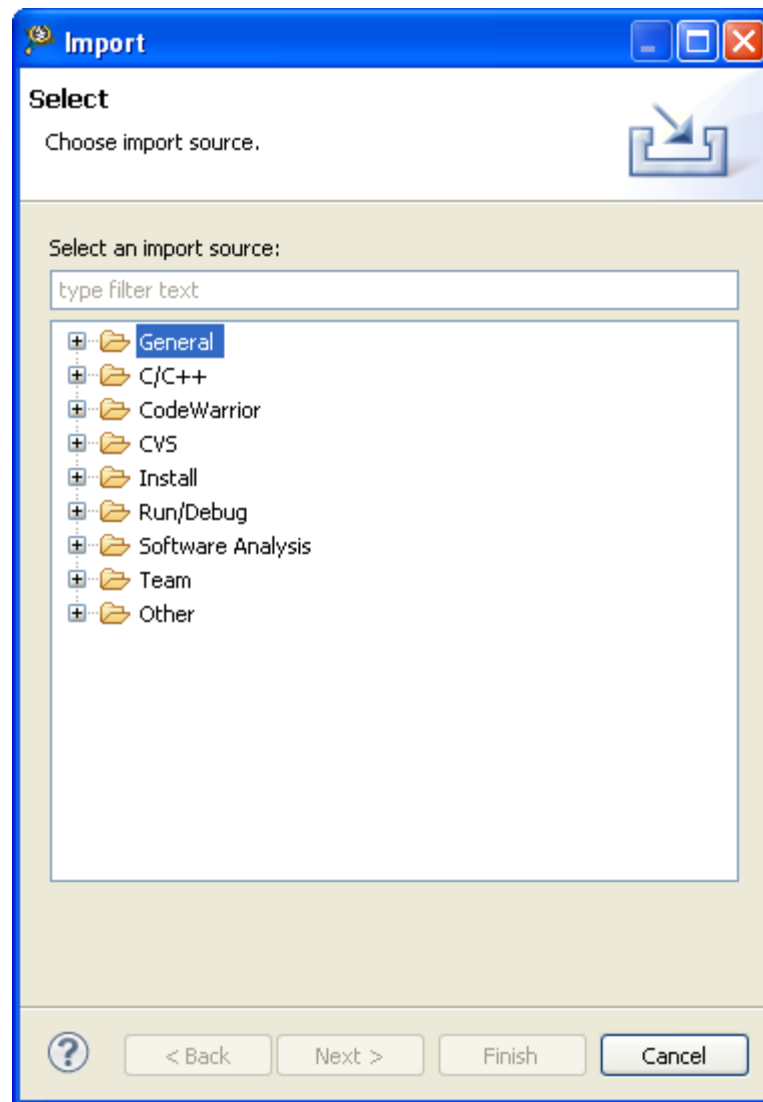 Import
Select
Choose import source.
Select an import source:
type filter text
General
C/C++
CodeWarrior
CVS
Install
Run/Debug
Software Analysis
Team
Other
? < Back Next > Finish Cancel